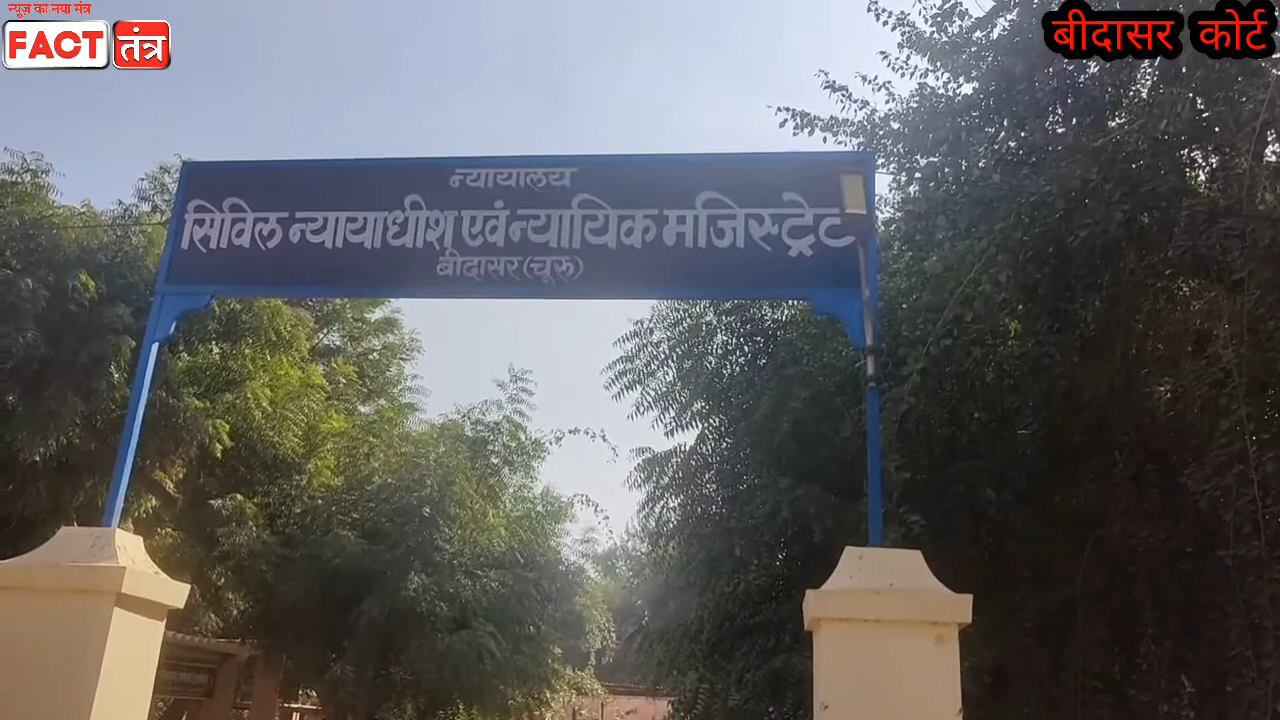 न्यूज़ का नया मंत्र
FACT तंत्र
बीदासर कोर्ट
न्यायालय
सिविल न्यायाधीश एवं न्यायिक मजिस्ट्रेट
बीदासर (चूरू)